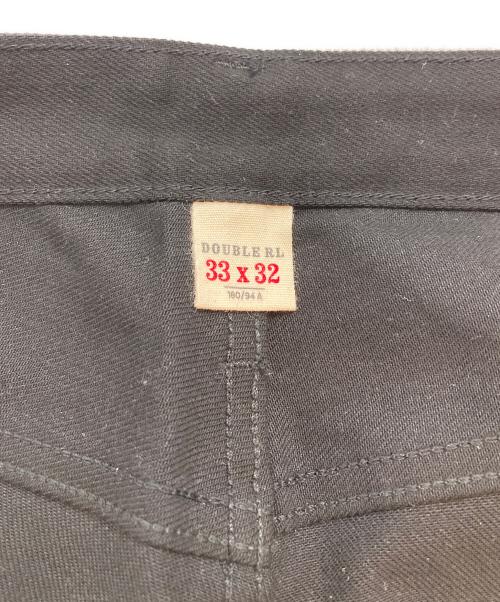 DOUBLE RL
33 x 32
180/94 A